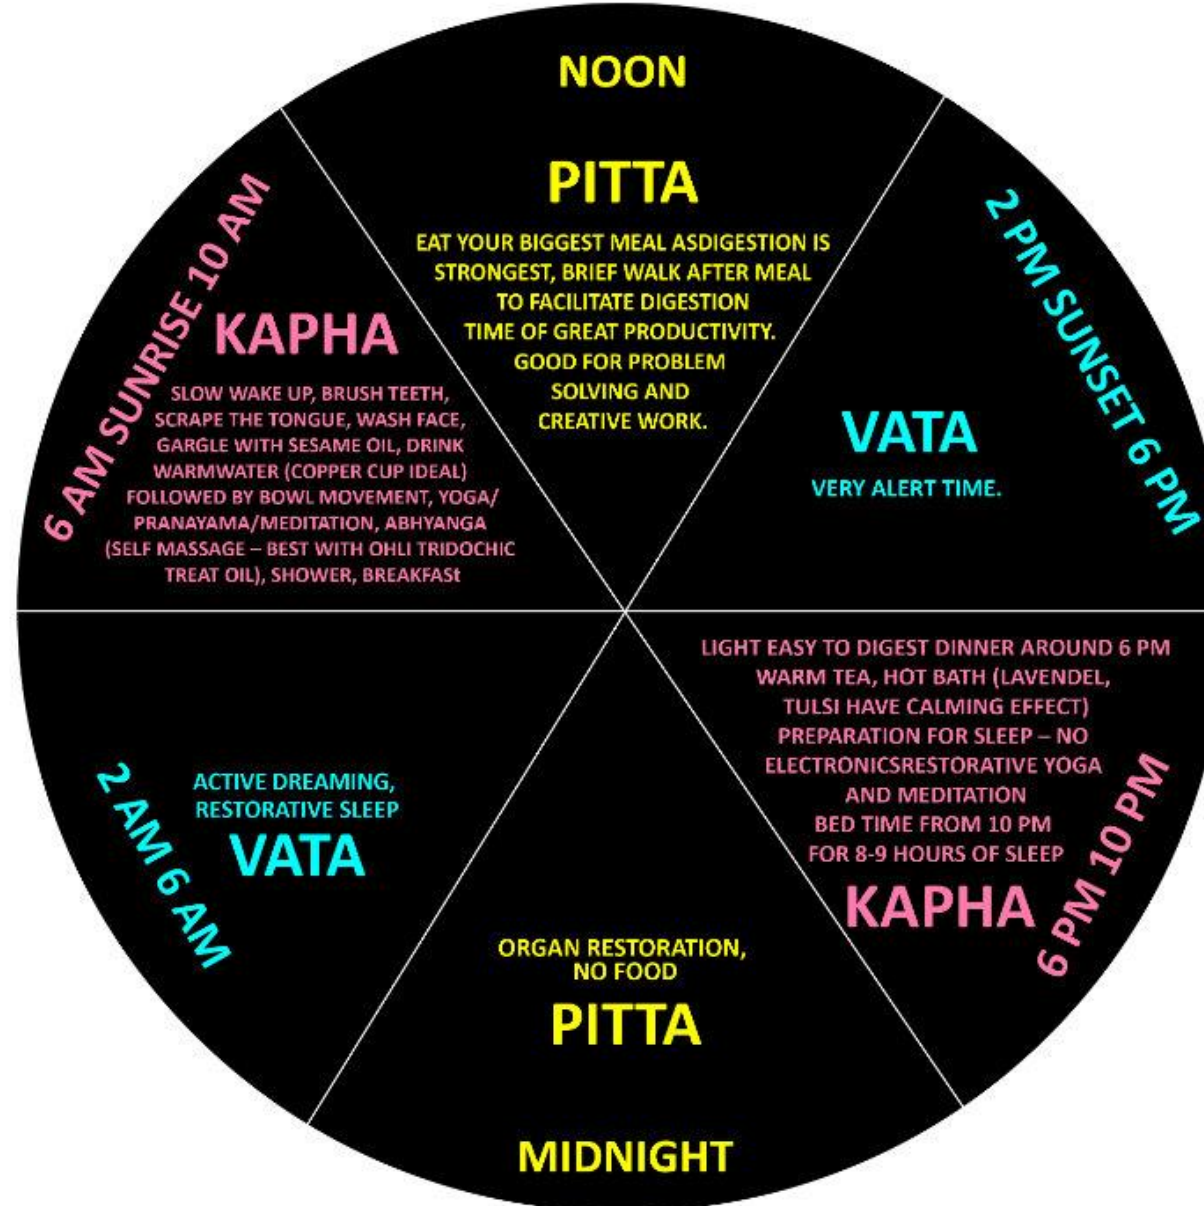 NOON
PITTA
EAT YOUR BIGGEST MEAL ASDIGESTION IS
STRONGEST, BRIEF WALK AFTER MEAL
TO FACILITATE DIGESTION
TIME OF GREAT PRODUCTIVITY.
GOOD FOR PROBLEM
SOLVING AND
CREATIVE WORK.
2 PM SUNSET 6 PM
VATA
VERY ALERT TIME.
LIGHT EASY TO DIGEST DINNER AROUND 6 PM
WARM TEA, HOT BATH (LAVENDEL,
TULSI HAVE CALMING EFFECT)
PREPARATION FOR SLEEP – NO
ELECTRONICSRESTORATIVE YOGA
AND MEDITATION
BED TIME FROM 10 PM
FOR 8-9 HOURS OF SLEEP
KAPHA
6 PM 10 PM
ORGAN RESTORATION,
NO FOOD
PITTA
MIDNIGHT
ACTIVE DREAMING,
RESTORATIVE SLEEP
VATA
2 AM 6 AM
6 AM SUNRISE 10 AM
KAPHA
SLOW WAKE UP, BRUSH TEETH,
SCRAPE THE TONGUE, WASH FACE,
GARGLE WITH SESAME OIL, DRINK
WARMWATER (COPPER CUP IDEAL)
FOLLOWED BY BOWL MOVEMENT, YOGA/
PRANAYAMA/MEDITATION, ABHYANGA
(SELF MASSAGE – BEST WITH OHLI TRIDOCHIC
TREAT OIL), SHOWER, BREAKFASt